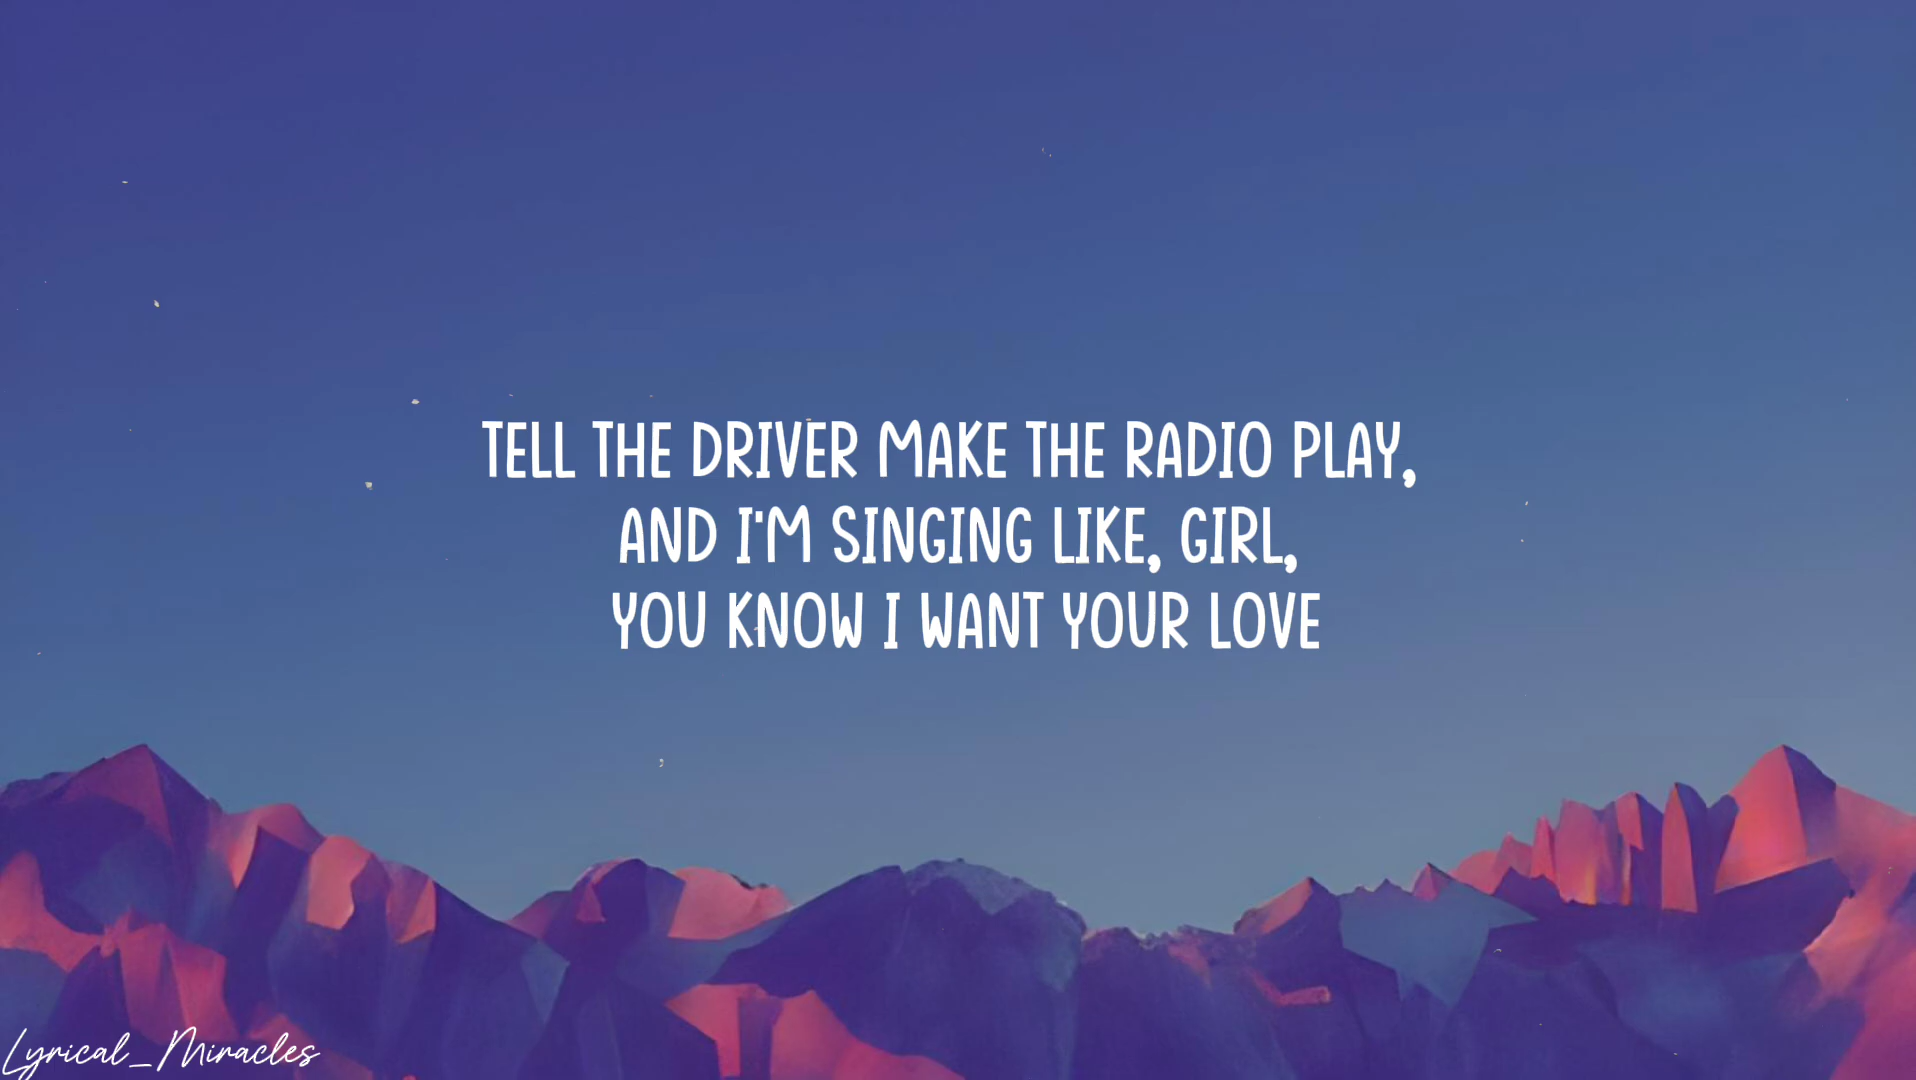 TELL THE DRIVER MAKE THE RADIO PLAY,
AND I'M SINGING LIKE, GIRL,
YOU KNOW I WANT YOUR LOVE
Lyrical_Miracles